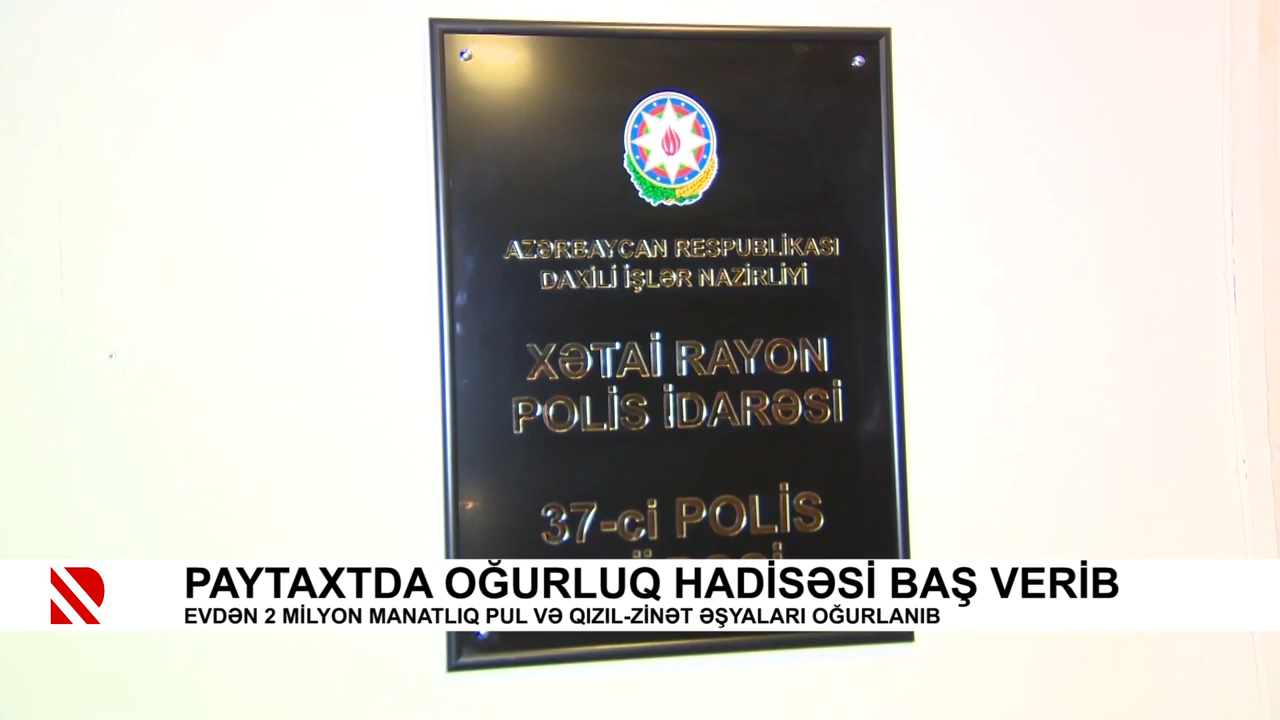 AZƏRBAYCAN RESPUBLİKASI
DAXİLİ İŞLƏR NAZİRLİYİ
XƏTAİ RAYON
POLİS İDARƏSİ
37-ci POLİS
PAYTAXTDA OĞURLUQ HADİSƏSİ BAŞ VERİB
EVDƏN 2 MİLYON MANATLIQ PUL VƏ QIZIL-ZİNƏT ƏŞYALARI OĞURLANIB